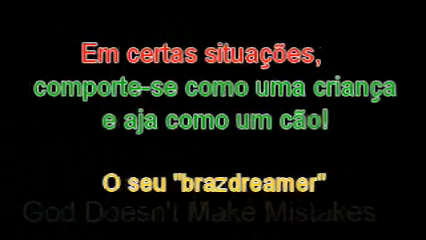 Em certas situações,
comporte-se como uma criança
e aja como um cão!
O seu "brazdreamer"
God Doesn't Make Mistakes